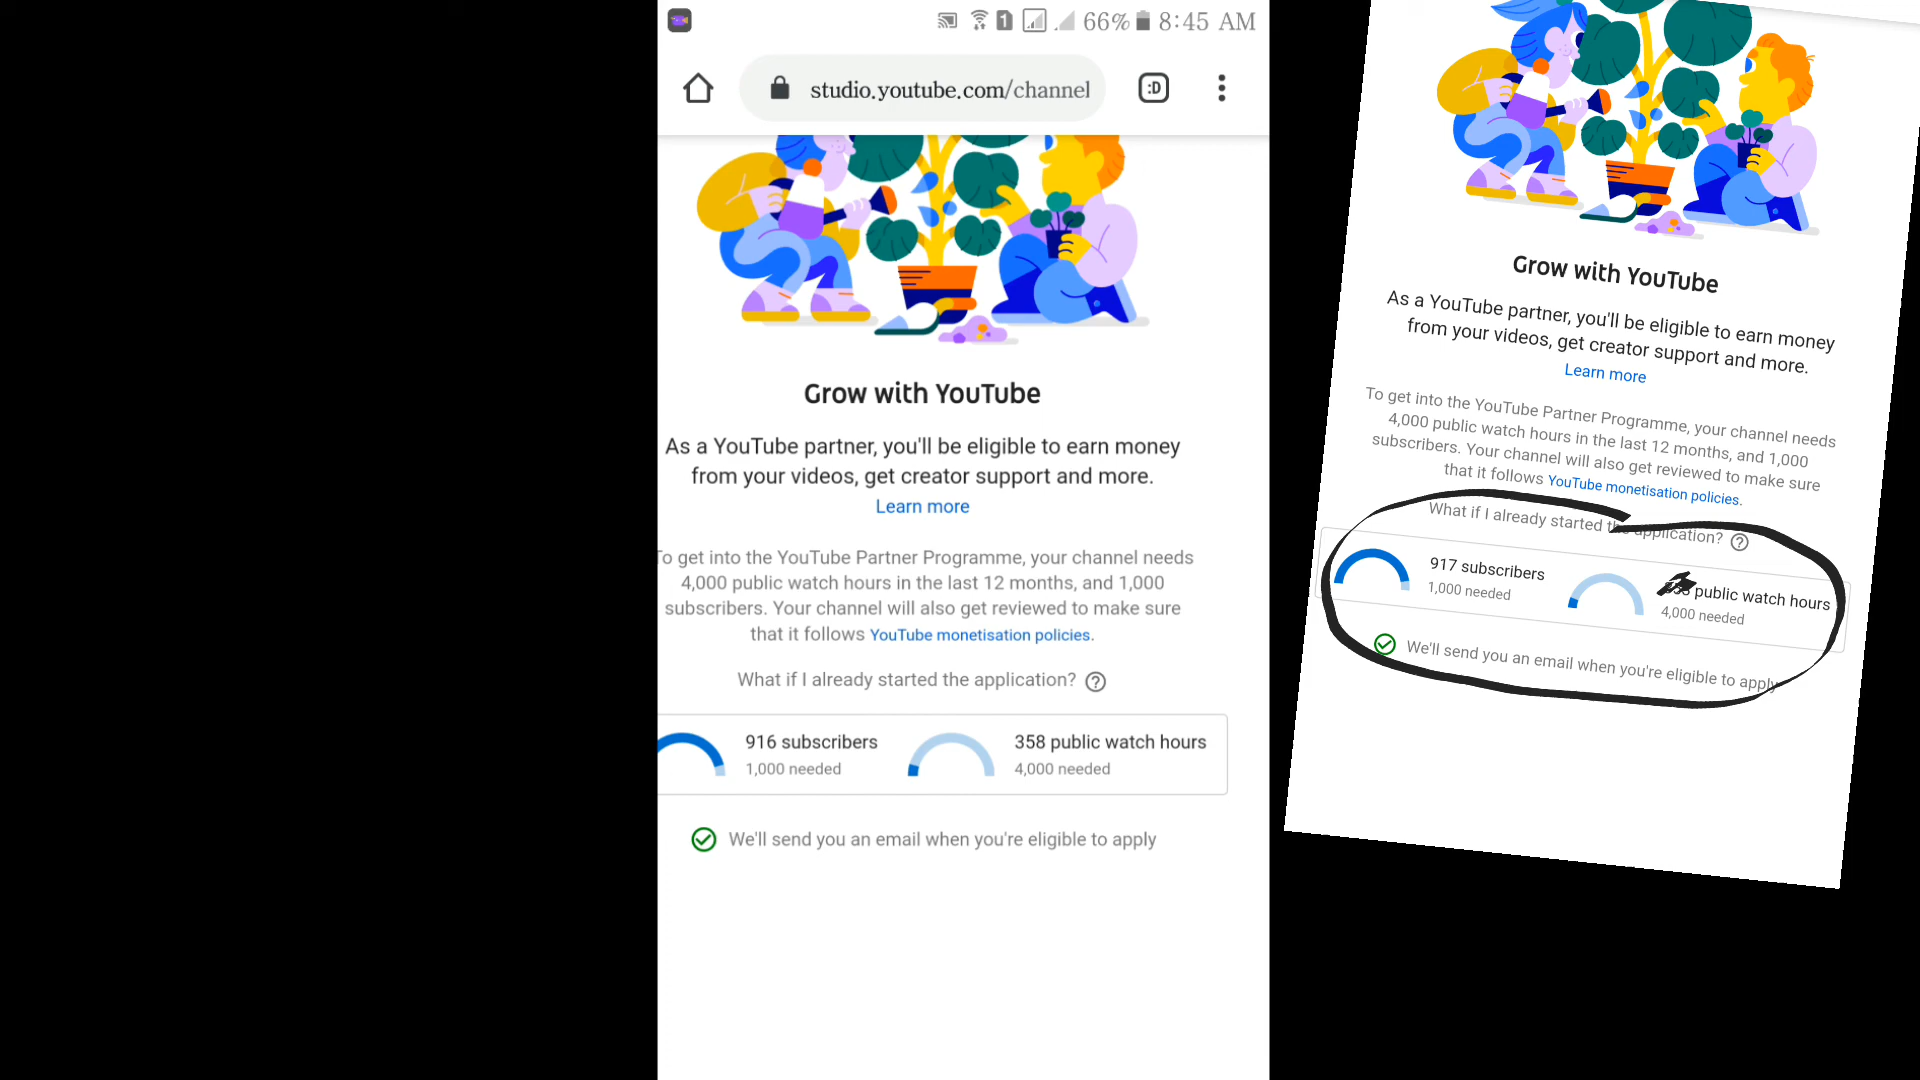 66% 8:45 AM
studio.youtube.com/channel
:D
Grow with YouTube
As a YouTube partner, you'll be eligible to earn money
from your videos, get creator support and more.
Learn more
To get into the YouTube Partner Programme, your channel needs
4,000 public watch hours in the last 12 months, and 1,000
subscribers. Your channel will also get reviewed to make sure
that it follows YouTube monetisation policies.
What if I already started the application?
916 subscribers
1,000 needed
358 public watch hours
4,000 needed
We'll send you an email when you're eligible to apply
Grow with YouTube
As a YouTube partner, you'll be eligible to earn money
from your videos, get creator support and more.
Learn more
To get into the YouTube Partner Programme, your channel needs
4,000 public watch hours in the last 12 months, and 1,000
subscribers. Your channel will also get reviewed to make sure
that it follows YouTube monetisation policies.
What if I already started the application?
917 subscribers
1,000 needed
public watch hours
4,000 needed
We'll send you an email when you're eligible to apply